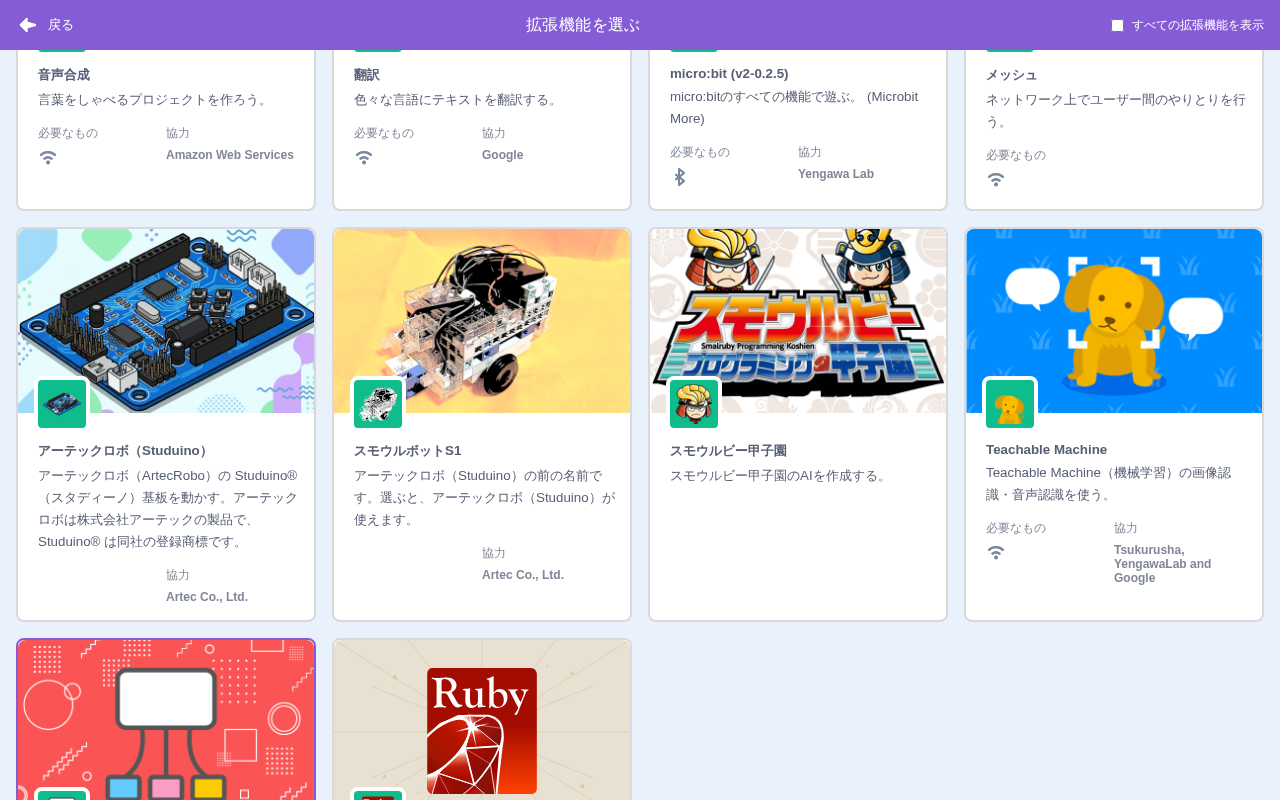 戻る
拡張機能を選ぶ
すべての拡張機能を表示
音声合成
言葉をしゃべるプロジェクトを作ろう。
必要なもの
協力
Amazon Web Services
翻訳
色々な言語にテキストを翻訳する。
必要なもの
協力
Google
micro:bit (v2-0.2.5)
micro:bitのすべての機能で遊ぶ。 (Microbit
More)
必要なもの
協力
Yengawa Lab
メッシュ
ネットワーク上でユーザー間のやりとりを行
う。
必要なもの
アーテックロボ（Studuino）
アーテックロボ（ArtecRobo）の Studuino®
（スタディーノ）基板を動かす。アーテック
ロボは株式会社アーテックの製品で、
Studuino® は同社の登録商標です。
協力
Artec Co., Ltd.
スモウルボットS1
アーテックロボ（Studuino）の前の名前で
す。選ぶと、アーテックロボ（Studuino）が
使えます。
協力
Artec Co., Ltd.
スモウルビー
Smalruby Programming Koshien
プログラミング甲子園
スモウルビー甲子園
スモウルビー甲子園のAIを作成する。
Teachable Machine
Teachable Machine（機械学習）の画像認
識・音声認識を使う。
必要なもの
協力
Tsukurusha,
YengawaLab and
Google
Ruby